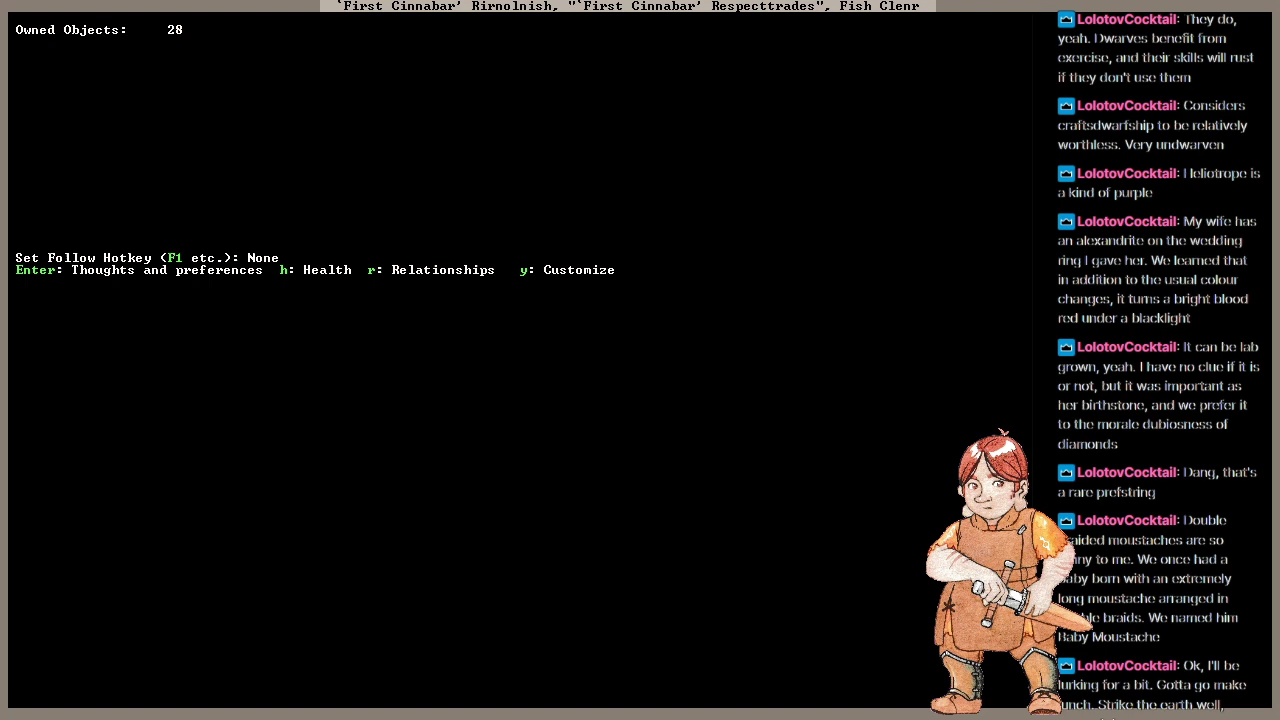 `First Cinnabar' Rirnolnish, "`First Cinnabar' Respecttrades", Fish Clenr
Owned Objects: 28
Set Follow Hotkey (F1 etc.): None
Enter: Thoughts and preferences h: Health r: Relationships y: Customize
LolotovCocktail: They do,
yeah. Dwarves benefit from
exercise, and their skills will rust
if they don't use them
LolotovCocktail: Considers
craftsdwarfship to be relatively
worthless. Very undwarven
LolotovCocktail: Heliotrope is
a kind of purple
LolotovCocktail: My wife has
an alexandrite on the wedding
ring I gave her. We learned that
in addition to the usual colour
changes, it turns a bright blood
red under a blacklight
LolotovCocktail: It can be lab
grown, yeah. I have no clue if it is
or not, but it was important as
her birthstone, and we prefer it
to the morale dubiosness of
diamonds
LolotovCocktail: Dang, that's
a rare prefstring
LolotovCocktail: Double
moustaches are so
to me. We once had a
baby born with an extremely
long moustache arranged in
braids. We named him
Baby Moustache
LolotovCocktail: Ok, I'll be
lurking for a bit. Gotta go make
lunch. Strike the earth well,